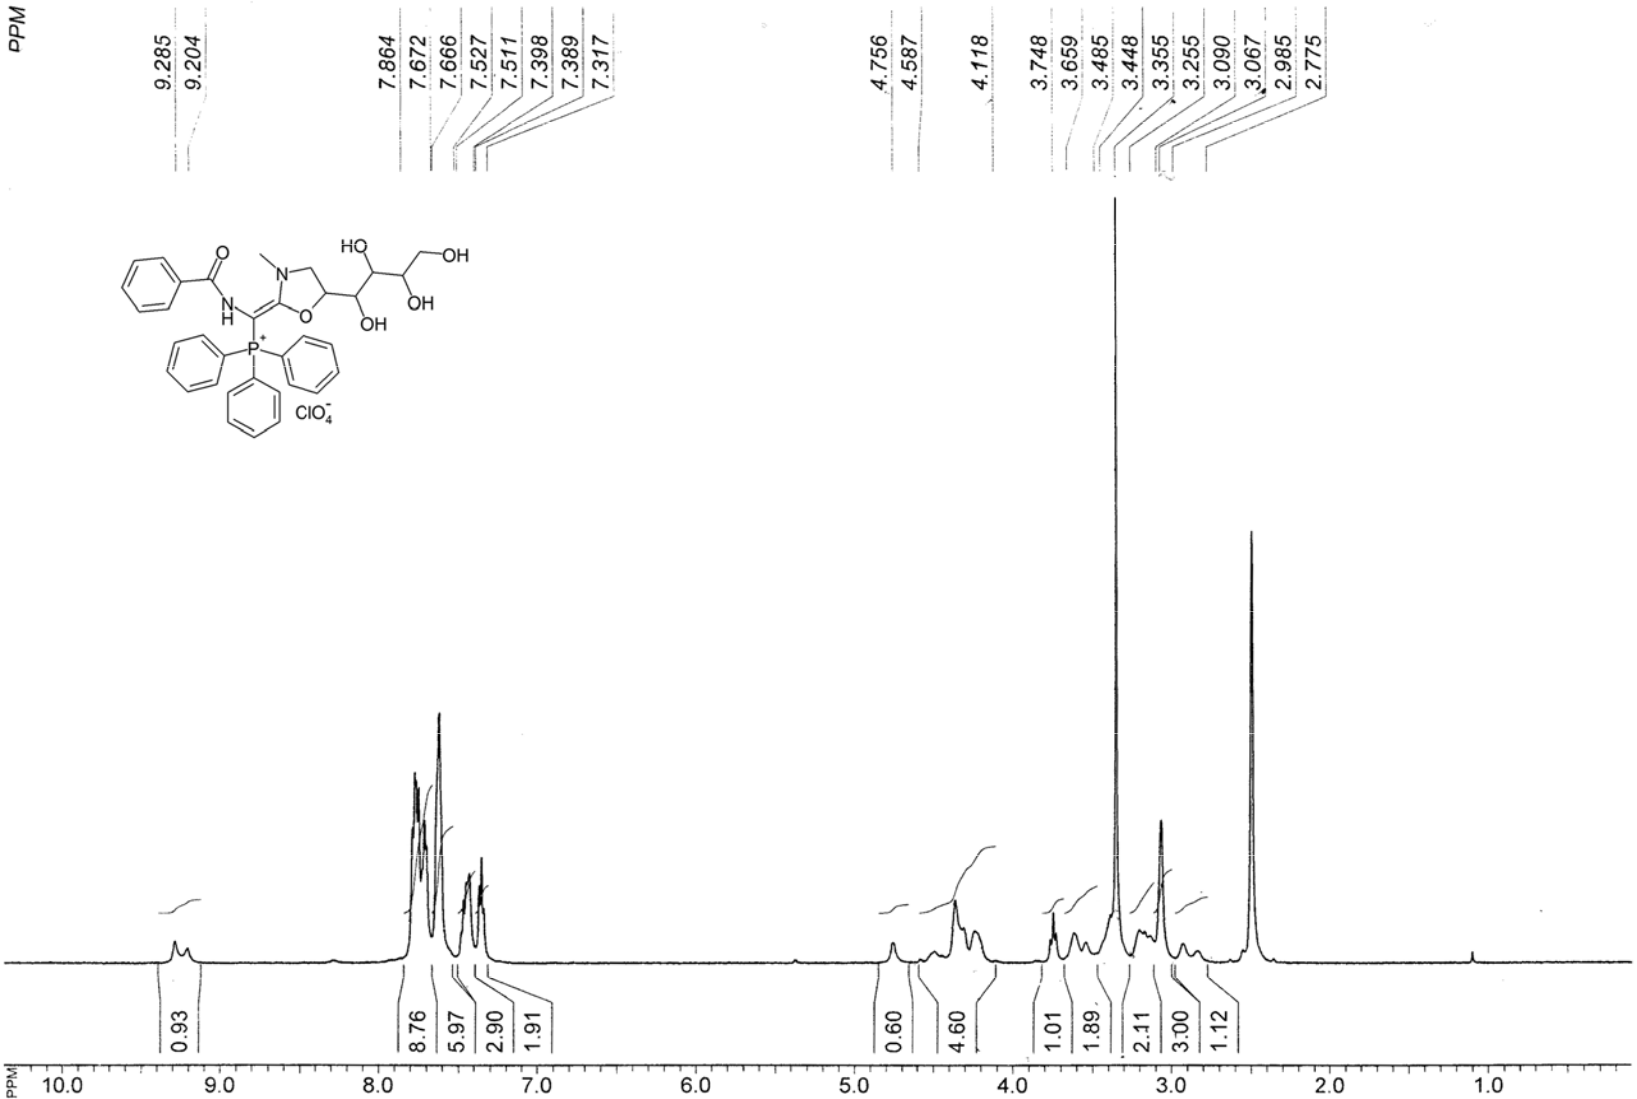 PPM
9.285
9.204
7.864
7.672
7.666
7.527
7.511
7.398
7.389
7.317
4.756
4.587
4.118
3.748
3.659
3.485
3.448
3.355
3.255
3.090
3.067
2.985
2.775
O
N
H
N
O
HO
OH
OH
OH
P+
ClO4-
0.93
8.76
5.97
2.90
1.91
0.60
4.60
1.01
1.89
2.11
3.00
1.12
PPM
10.0 9.0 8.0 7.0 6.0 5.0 4.0 3.0 2.0 1.0